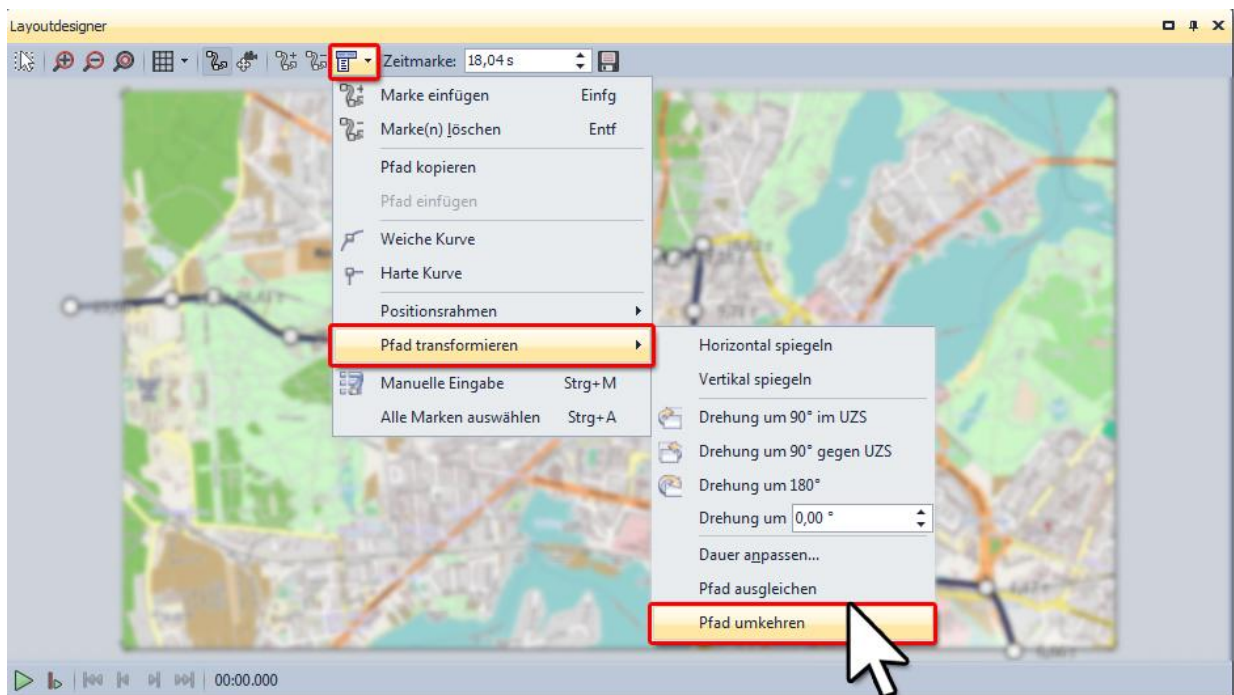 Layoutdesigner
Zeitmarke: 18,04 s
Marke einfügen Einfg
Marke(n) löschen Entf
Pfad kopieren
Pfad einfügen
Weiche Kurve
Harte Kurve
Positionsrahmen
Pfad transformieren
Manuelle Eingabe Strg+M
Alle Marken auswählen Strg+A
Horizontal spiegeln
Vertikal spiegeln
Drehung um 90° im UZS
Drehung um 90° gegen UZS
Drehung um 180°
Drehung um 0,00 °
Dauer anpassen...
Pfad ausgleichen
Pfad umkehren
00:00.000